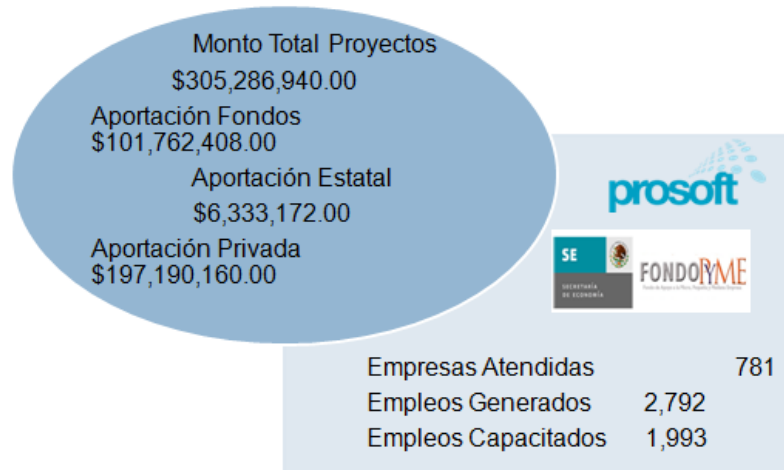 Monto Total Proyectos
$305,286,940.00
Aportación Fondos
$101,762,408.00
Aportación Estatal
$6,333,172.00
Aportación Privada
$197,190,160.00
prosoft
SE
SECRETARÍA
DE ECONOMÍA
FONDO PYME
Empresas Atendidas 781
Empleos Generados 2,792
Empleos Capacitados 1,993